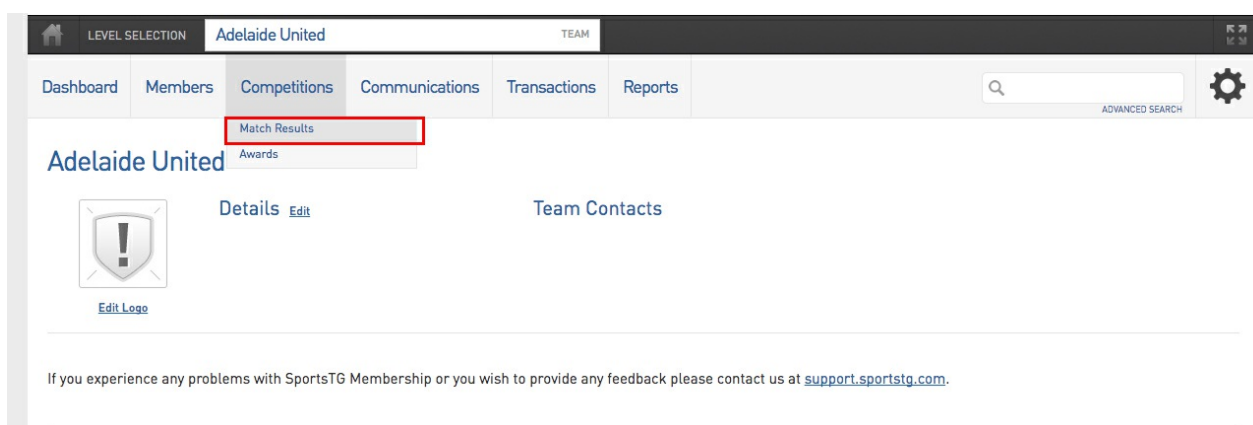 LEVEL SELECTION Adelaide United TEAM
Dashboard Members Competitions Communications Transactions Reports
ADVANCED SEARCH
Match Results
Awards
Adelaide United
Details Edit Team Contacts
Edit Logo
If you experience any problems with SportsTG Membership or you wish to provide any feedback please contact us at support.sportstg.com.